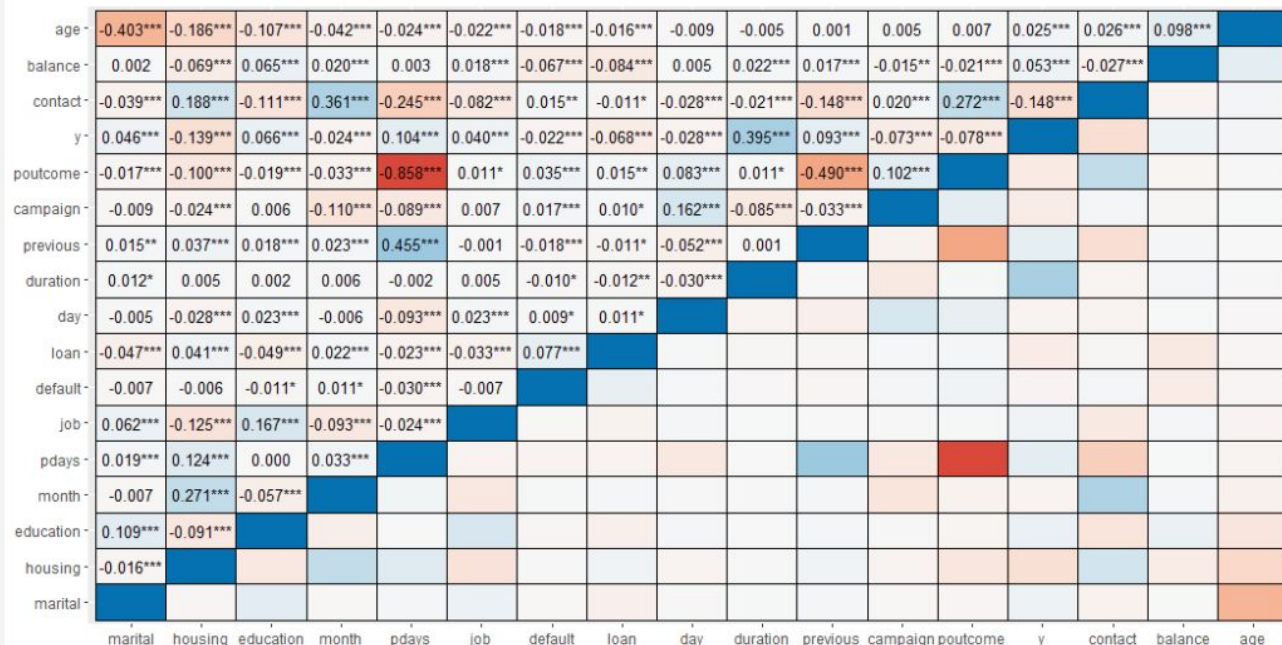 age -0.403*** -0.186*** -0.107*** -0.042*** -0.024*** -0.022*** -0.018*** -0.016*** -0.009 -0.005 0.001 0.005 0.007 0.025*** 0.026*** 0.098***
balance 0.002 -0.069*** 0.065*** 0.020*** 0.003 0.018*** -0.067*** -0.084*** 0.005 0.022*** 0.017*** -0.015** -0.021*** 0.053*** -0.027***
contact -0.039*** 0.188*** -0.111*** 0.361*** -0.245*** -0.082*** 0.015** -0.011* -0.028*** -0.021*** -0.148*** 0.020*** 0.272*** -0.148***
y 0.046*** -0.139*** 0.066*** -0.024*** 0.104*** 0.040*** -0.022*** -0.068*** -0.028*** 0.395*** 0.093*** -0.073*** -0.078***
poutcome -0.017*** -0.100*** -0.019*** -0.033*** -0.858*** 0.011* 0.035*** 0.015** 0.083*** 0.011* -0.490*** 0.102***
campaign -0.009 -0.024*** 0.006 -0.110*** -0.089*** 0.007 0.017*** 0.010* 0.162*** -0.085*** -0.033***
previous 0.015** 0.037*** 0.018*** 0.023*** 0.455*** -0.001 -0.018*** -0.011* -0.052*** 0.001
duration 0.012* 0.005 0.002 0.006 -0.002 0.005 -0.010* -0.012** -0.030***
day -0.005 -0.028*** 0.023*** -0.006 -0.093*** 0.023*** 0.009* 0.011*
loan -0.047*** 0.041*** -0.049*** 0.022*** -0.023*** -0.033*** 0.077***
default -0.007 -0.006 -0.011* 0.011* -0.030*** -0.007
job 0.062*** -0.125*** 0.167*** -0.093*** -0.024***
pdays 0.019*** 0.124*** 0.000 0.033***
month -0.007 0.271*** -0.057***
education 0.109*** -0.091***
housing -0.016***
marital
marital housing education month pdays job default loan day duration previous campaign poutcome y contact balance age